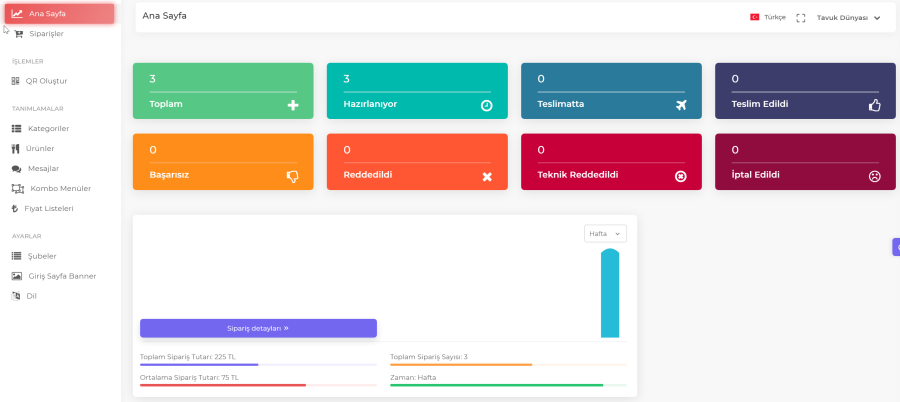 Ana Sayfa
Siparişler
İŞLEMLER
QR Oluştur
TANIMLAMALAR
Kategoriler
Ürünler
Mesajlar
Kombo Menüler
Fiyat Listeleri
AYARLAR
Şubeler
Giriş Sayfa Banner
Dil
Ana Sayfa
Türkçe
Tavuk Dünyası
3
Toplam
3
Hazırlanıyor
0
Teslimatta
0
Teslim Edildi
0
Başarısız
0
Reddedildi
0
Teknik Reddedildi
0
İptal Edildi
Hafta
Sipariş detayları »
Toplam Sipariş Tutarı: 225 TL
Toplam Sipariş Sayısı: 3
Ortalama Sipariş Tutarı: 75 TL
Zaman: Hafta